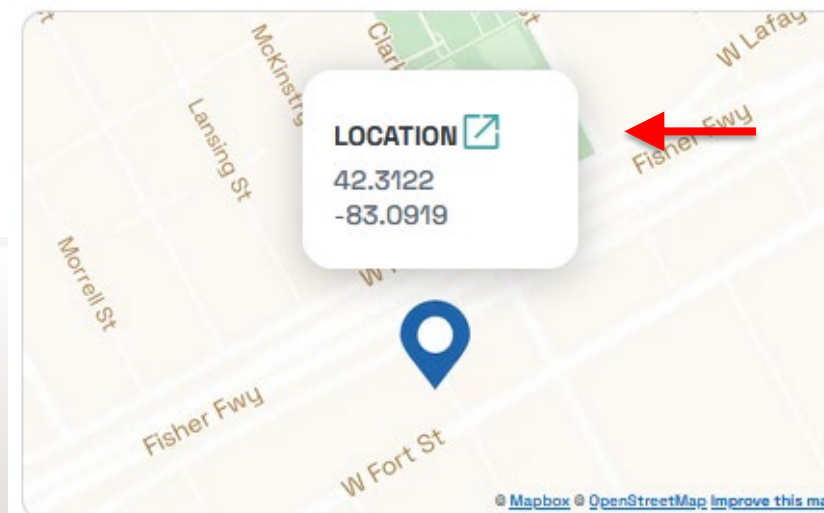 McKinstry
Clar
W Lafay
Lansing St
LOCATION
42.3122
-83.0919
Fisher Fwy
Morrell St
W
Fisher Fwy
W Fort St
© Mapbox © OpenStreetMap Improve this ma